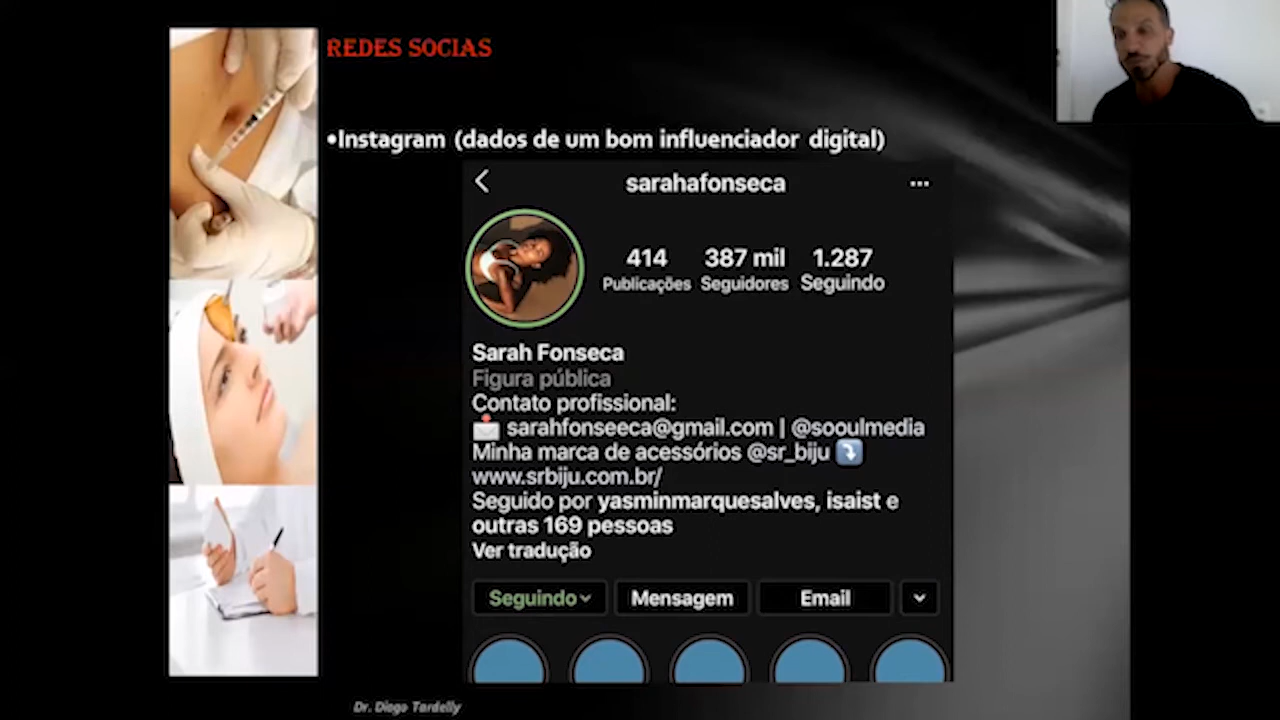 REDES SOCIAS
•Instagram (dados de um bom influenciador digital)
sarahafonseca
414 387 mil 1.287
Publicações Seguidores Seguindo
Sarah Fonseca
Figura pública
Contato profissional:
sarahfonseeca@gmail.com | @sooulmedia
Minha marca de acessórios @sr_biju
www.srbiju.com.br/
Seguido por yasminmarquesalves, isaist e
outras 169 pessoas
Ver tradução
Seguindo Mensagem Email
Dr. Diogo Tardelly